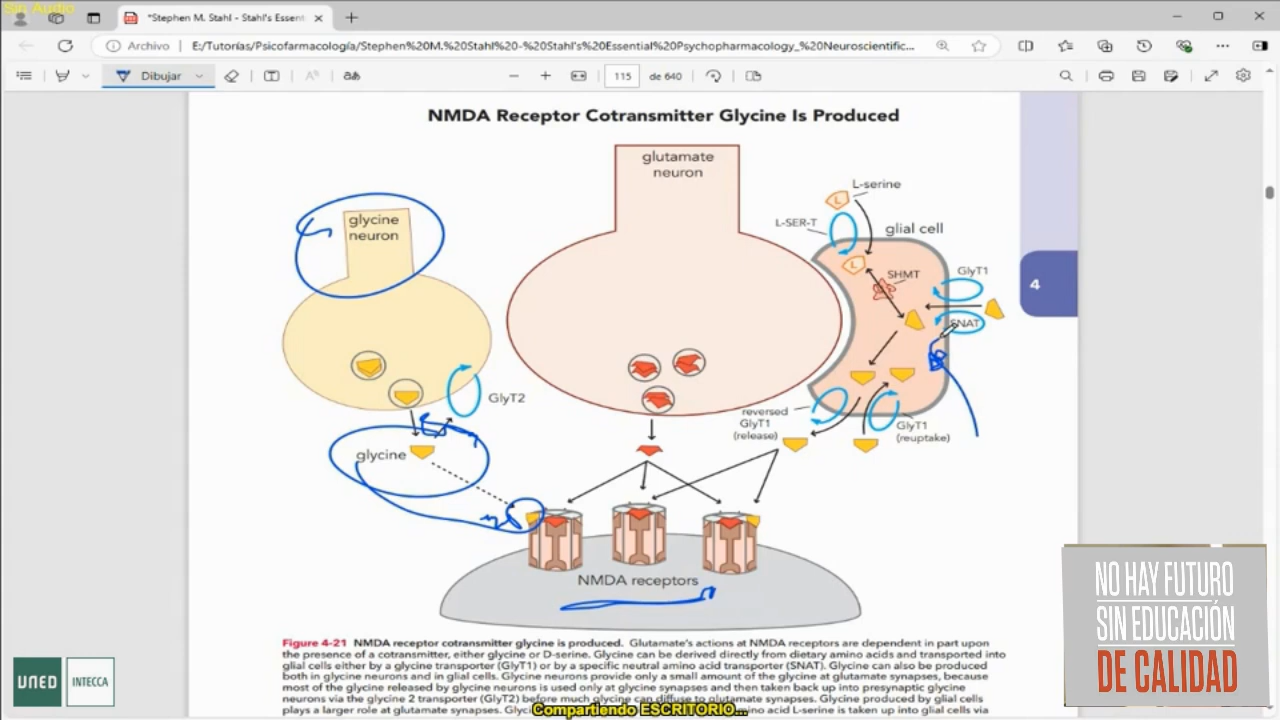 Sin Audio
*Stephen M. Stahl - Stahl's Essent
Archivo
E:/Tutorías/Psicofarmacología/Stephen%20M.%20Stahl%20-%20Stahl's%20Essential%20Psychopharmacology_%20Neuroscientific...
Dibujar
115
de 640
NMDA Receptor Cotransmitter Glycine Is Produced
glutamate
neuron
glycine
neuron
L-serine
L
L-SER-T
glial cell
L
SHMT
GlyT1
4
SNAT
GlyT2
reversed
GlyT1
(release)
GlyT1
(reuptake)
glycine
NMDA receptors
Figure 4-21 NMDA receptor cotransmitter glycine is produced. Glutamate's actions at NMDA receptors are dependent in part upon
the presence of a cotransmitter, either glycine or D-serine. Glycine can be derived directly from dietary amino acids and transported into
glial cells either by a glycine transporter (GlyT1) or by a specific neutral amino acid transporter (SNAT). Glycine can also be produced
both in glycine neurons and in glial cells. Glycine neurons provide only a small amount of the glycine at glutamate synapses, because
most of the glycine released by glycine neurons is used only at glycine synapses and then taken back up into presynaptic glycine
neurons via the glycine 2 transporter (GlyT2) before much glycine can diffuse to glutamate synapses. Glycine produced by glial cells
plays a larger role at glutamate synapses. amino acid L-serine is taken up into glial cells via
Compartiendo ESCRITORIO...
UNED
INTECCA
NO HAY FUTURO
SIN EDUCACIÓN
DE CALIDAD